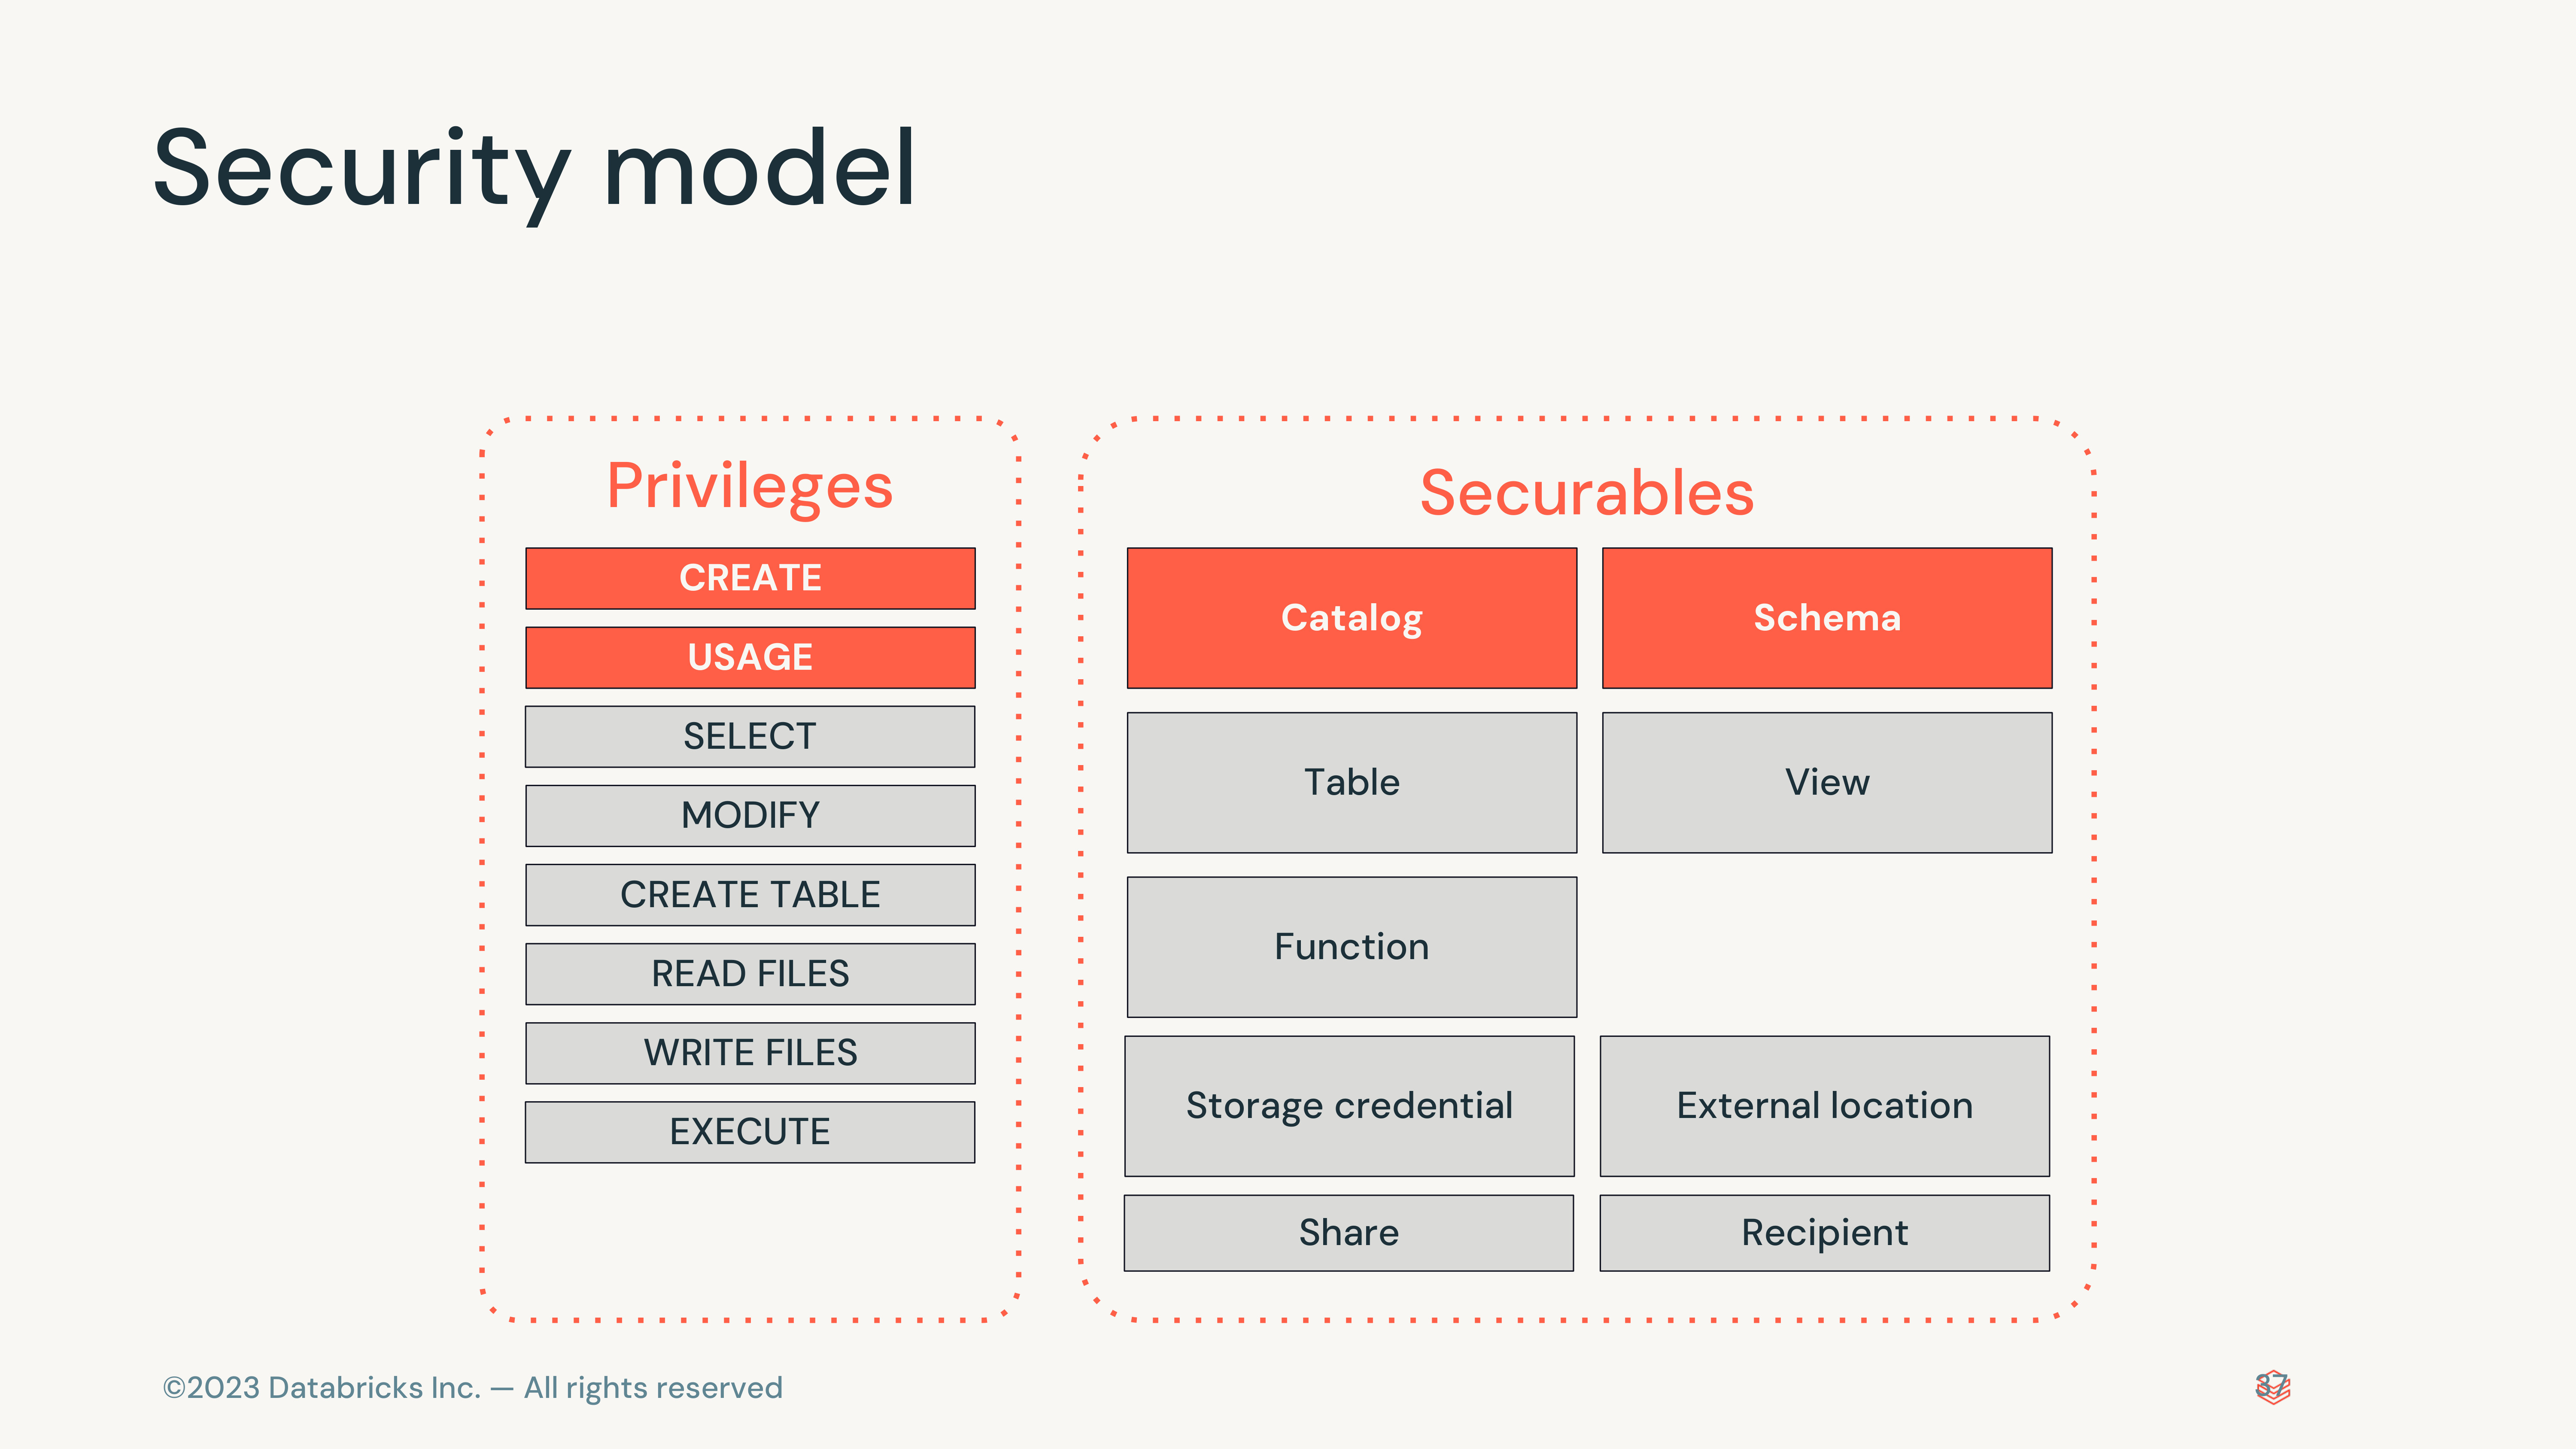 Security model
Privileges
CREATE
USAGE
SELECT
MODIFY
CREATE TABLE
READ FILES
WRITE FILES
EXECUTE
Securables
Catalog
Schema
Table
View
Function
Storage credential
External location
Share
Recipient
©2023 Databricks Inc. — All rights reserved
37